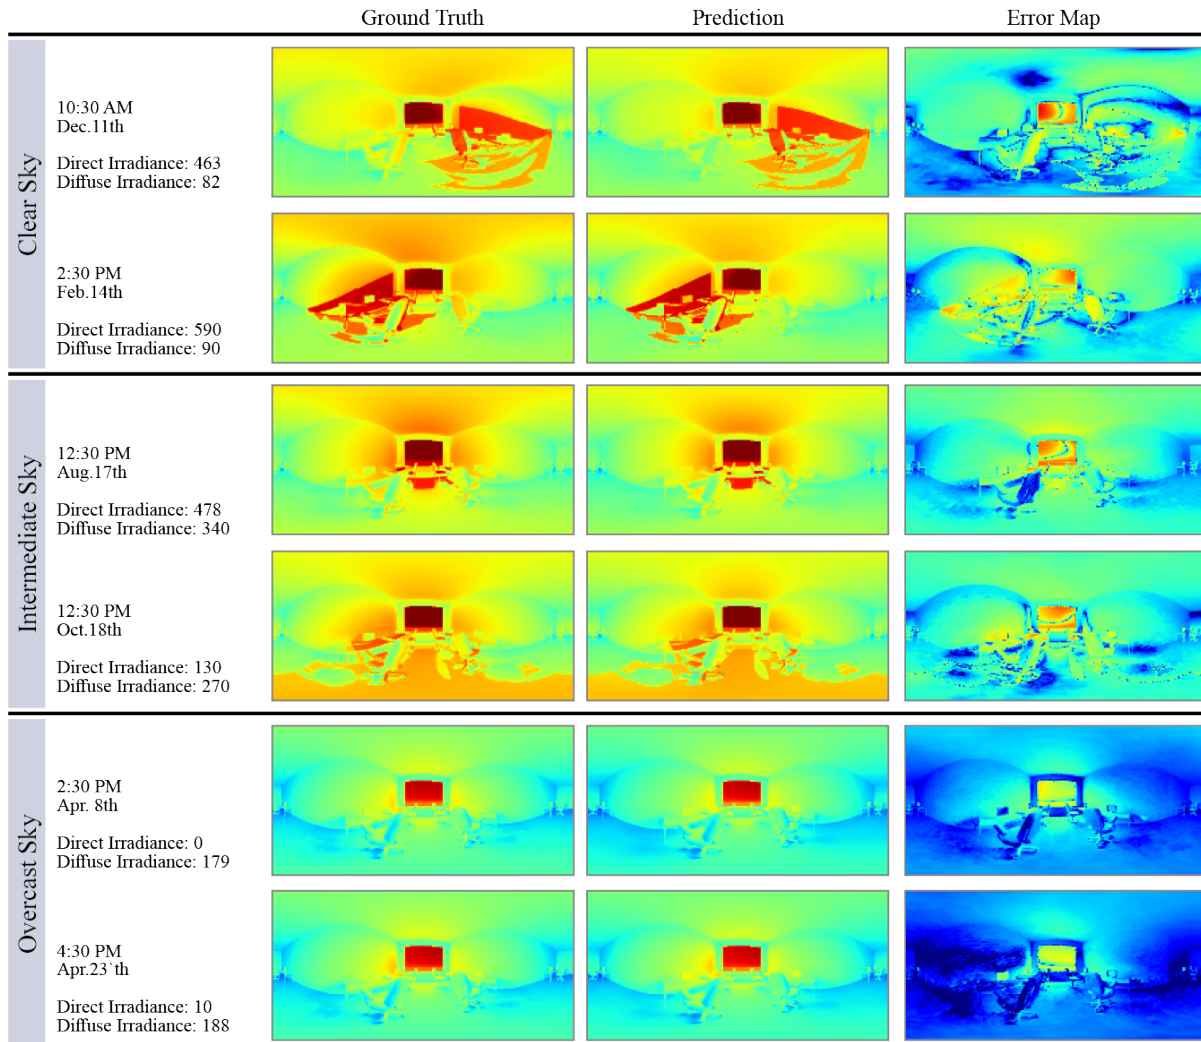 Ground Truth Prediction Error Map
Clear Sky
10:30 AM
Dec.11th
Direct Irradiance: 463
Diffuse Irradiance: 82
2:30 PM
Feb.14th
Direct Irradiance: 590
Diffuse Irradiance: 90
Intermediate Sky
12:30 PM
Aug.17th
Direct Irradiance: 478
Diffuse Irradiance: 340
12:30 PM
Oct.18th
Direct Irradiance: 130
Diffuse Irradiance: 270
Overcast Sky
2:30 PM
Apr. 8th
Direct Irradiance: 0
Diffuse Irradiance: 179
4:30 PM
Apr.23`th
Direct Irradiance: 10
Diffuse Irradiance: 188